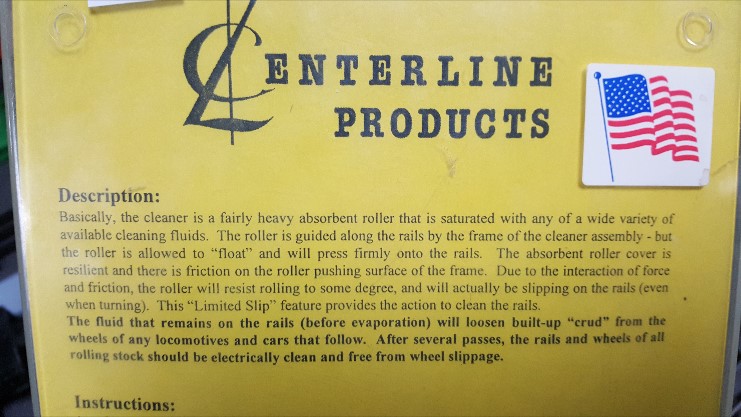 CENTERLINE
PRODUCTS
Description:
Basically, the cleaner is a fairly heavy absorbent roller that is saturated with any of a wide variety of
available cleaning fluids. The roller is guided along the rails by the frame of the cleaner assembly - but
the roller is allowed to “float” and will press firmly onto the rails. The absorbent roller cover is
resilient and there is friction on the roller pushing surface of the frame. Due to the interaction of force
and friction, the roller will resist rolling to some degree, and will actually be slipping on the rails (even
when turning). This “Limited Slip” feature provides the action to clean the rails.
The fluid that remains on the rails (before evaporation) will loosen built-up “crud” from the
wheels of any locomotives and cars that follow. After several passes, the rails and wheels of all
rolling stock should be electrically clean and free from wheel slippage.
Instructions: